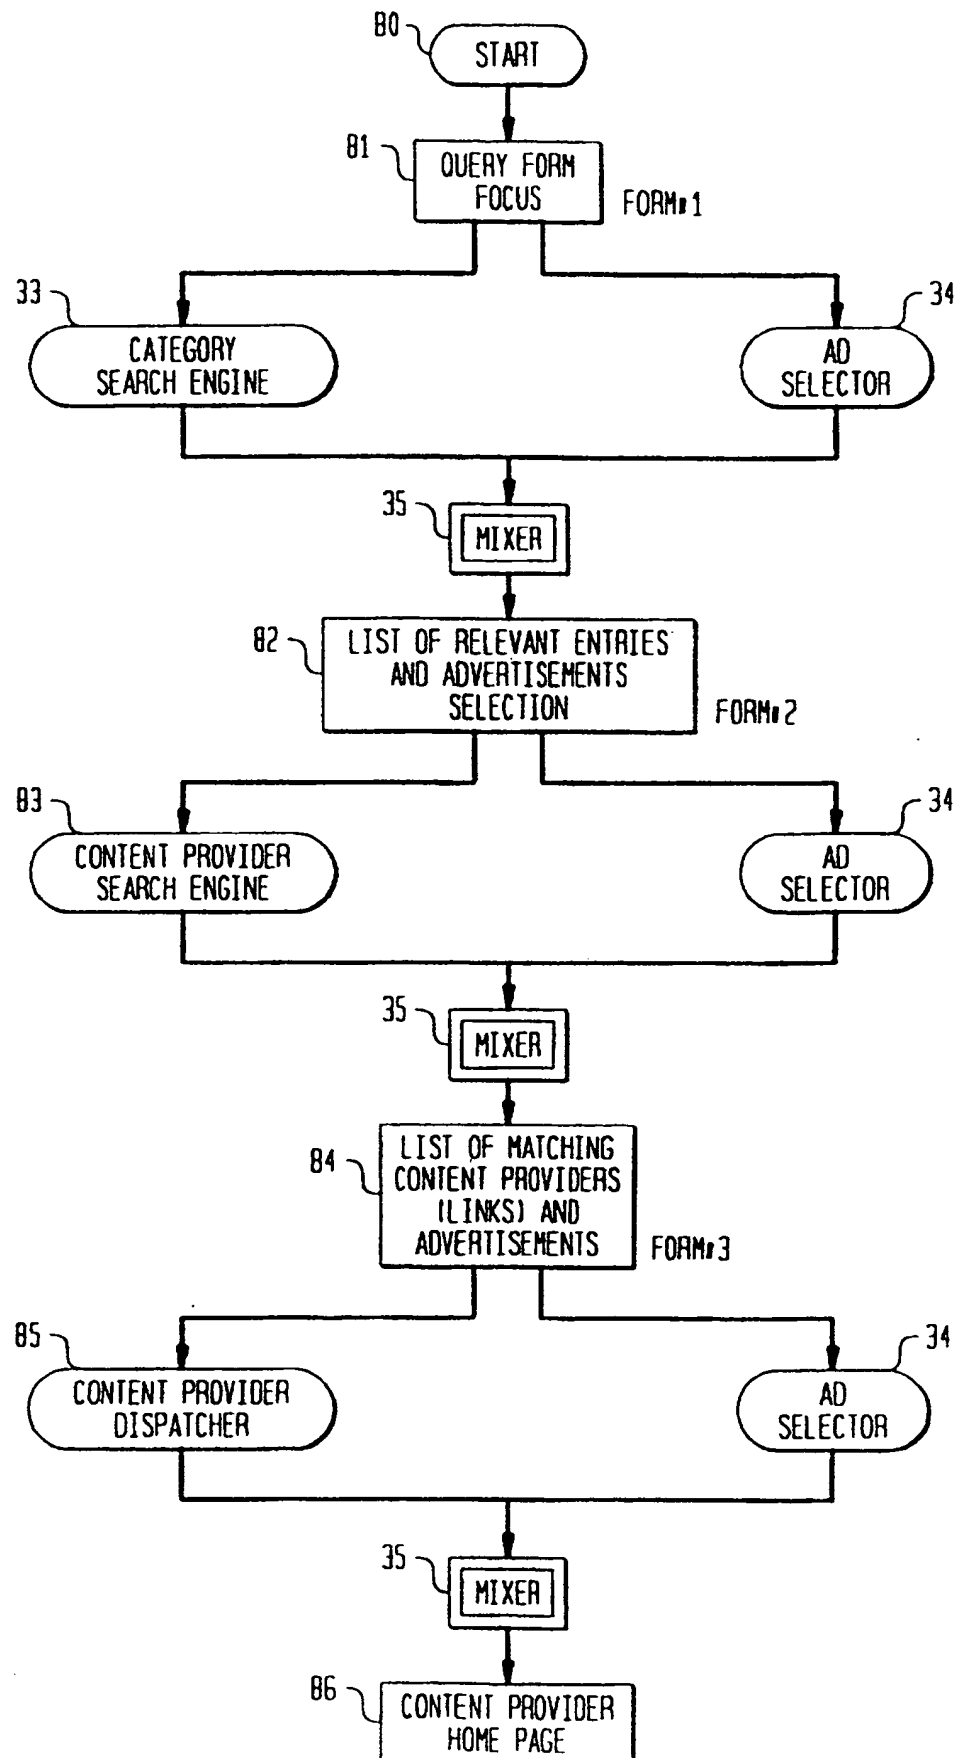 80
START
81
QUERY FORM
FOCUS
FORM#1
33
CATEGORY
SEARCH ENGINE
34
AD
SELECTOR
35
MIXER
82
LIST OF RELEVANT ENTRIES
AND ADVERTISEMENTS
SELECTION
FORM#2
83
CONTENT PROVIDER
SEARCH ENGINE
34
AD
SELECTOR
35
MIXER
84
LIST OF MATCHING
CONTENT PROVIDERS
(LINKS) AND
ADVERTISEMENTS
FORM#3
85
CONTENT PROVIDER
DISPATCHER
34
AD
SELECTOR
35
MIXER
86
CONTENT PROVIDER
HOME PAGE